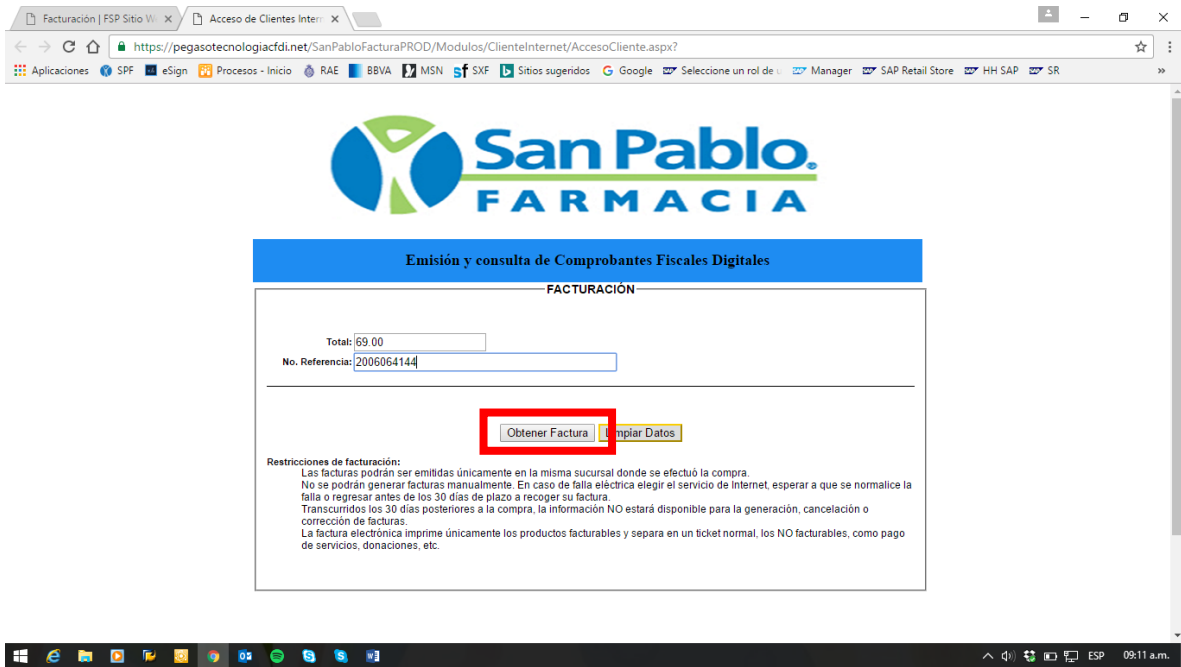 Facturación | FSP Sitio W
Acceso de Clientes Intern
https://pegasotecnologiacfdi.net/SanPabloFacturaPROD/Modulos/ClienteInternet/AccesoCliente.aspx?
Aplicaciones SPF eSign Procesos - Inicio RAE BBVA MSN SXF Sitios sugeridos Google Seleccione un rol de u Manager SAP Retail Store HH SAP SR »
San Pablo
FARMACIA
Emisión y consulta de Comprobantes Fiscales Digitales
FACTURACIÓN
Total: 69.00
No. Referencia: 2006064144
Obtener Factura Limpiar Datos
Restricciones de facturación:
Las facturas podrán ser emitidas únicamente en la misma sucursal donde se efectuó la compra.
No se podrán generar facturas manualmente. En caso de falla eléctrica elegir el servicio de Internet, esperar a que se normalice la
falla o regresar antes de los 30 días de plazo a recoger su factura.
Transcurridos los 30 días posteriores a la compra, la información NO estará disponible para la generación, cancelación o
corrección de facturas.
La factura electrónica imprime únicamente los productos facturables y separa en un ticket normal, los NO facturables, como pago
de servicios, donaciones, etc.
ESP 09:11 a.m.